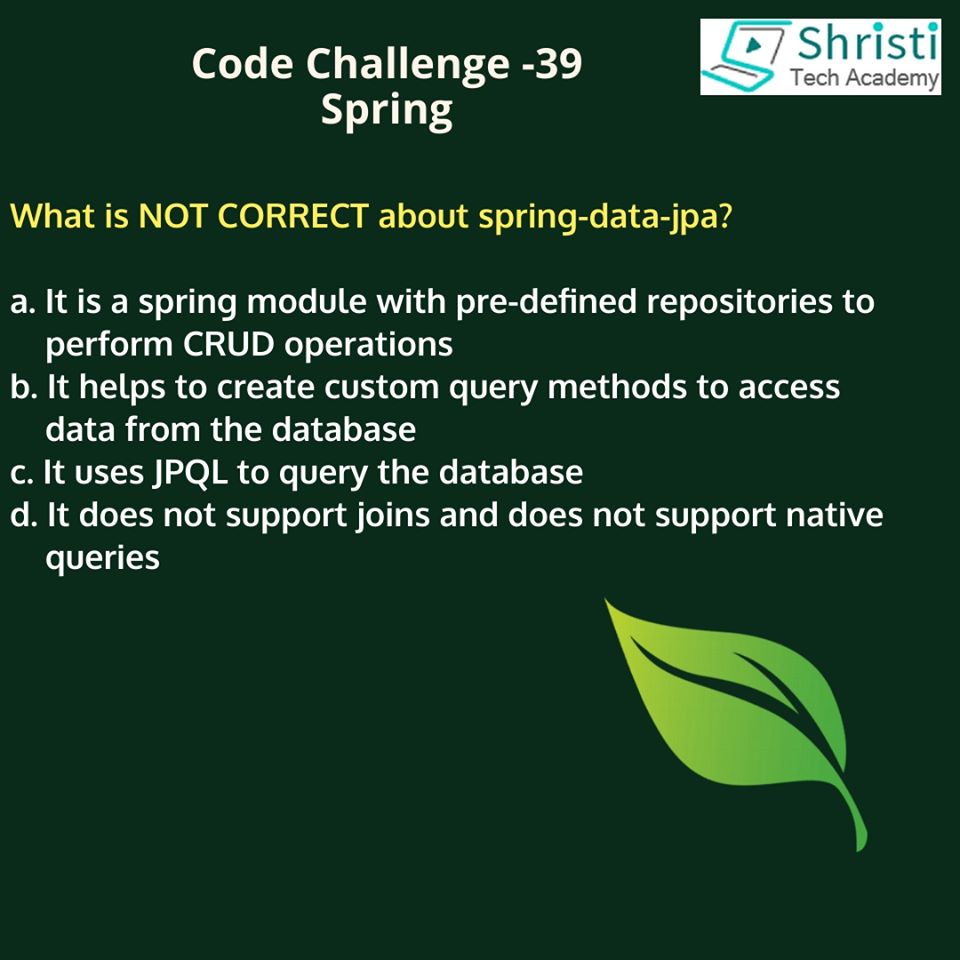 Code Challenge -39
Spring
Shristi
Tech Academy
What is NOT CORRECT about spring-data-jpa?
a. It is a spring module with pre-defined repositories to
perform CRUD operations
b. It helps to create custom query methods to access
data from the database
c. It uses JPQL to query the database
d. It does not support joins and does not support native
queries